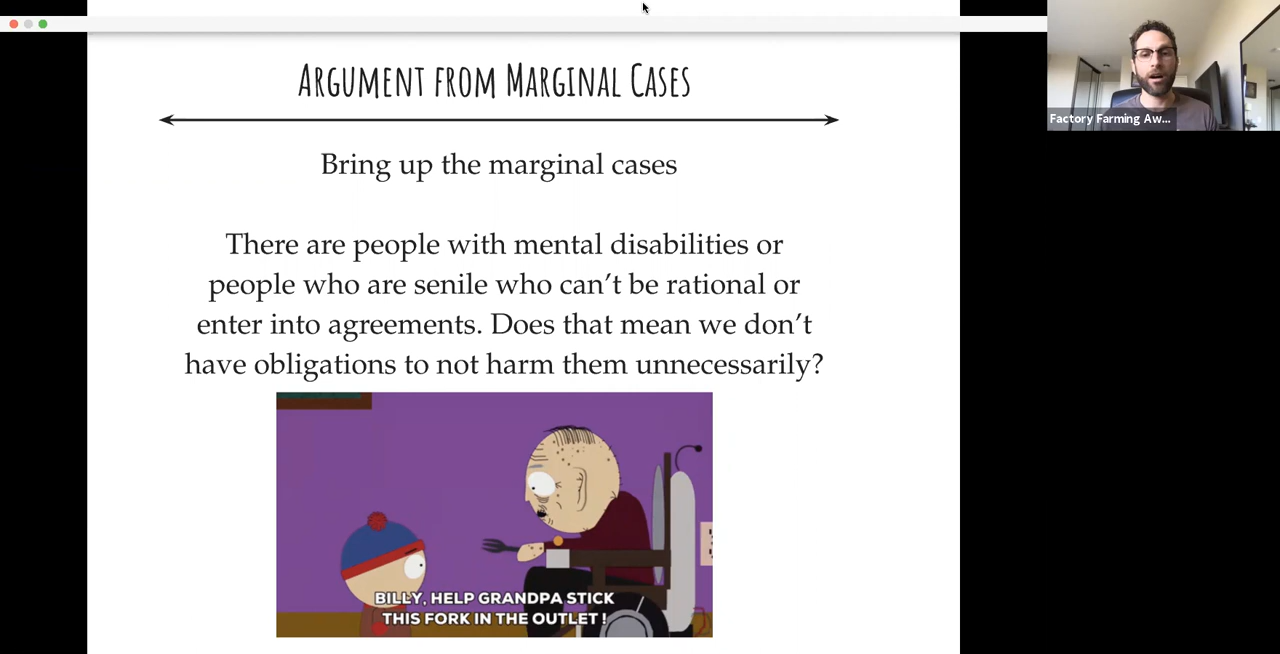 ARGUMENT FROM MARGINAL CASES
Bring up the marginal cases
There are people with mental disabilities or
people who are senile who can’t be rational or
enter into agreements. Does that mean we don’t
have obligations to not harm them unnecessarily?
BILLY, HELP GRANDPA STICK
THIS FORK IN THE OUTLET!
Factory Farming Aw...